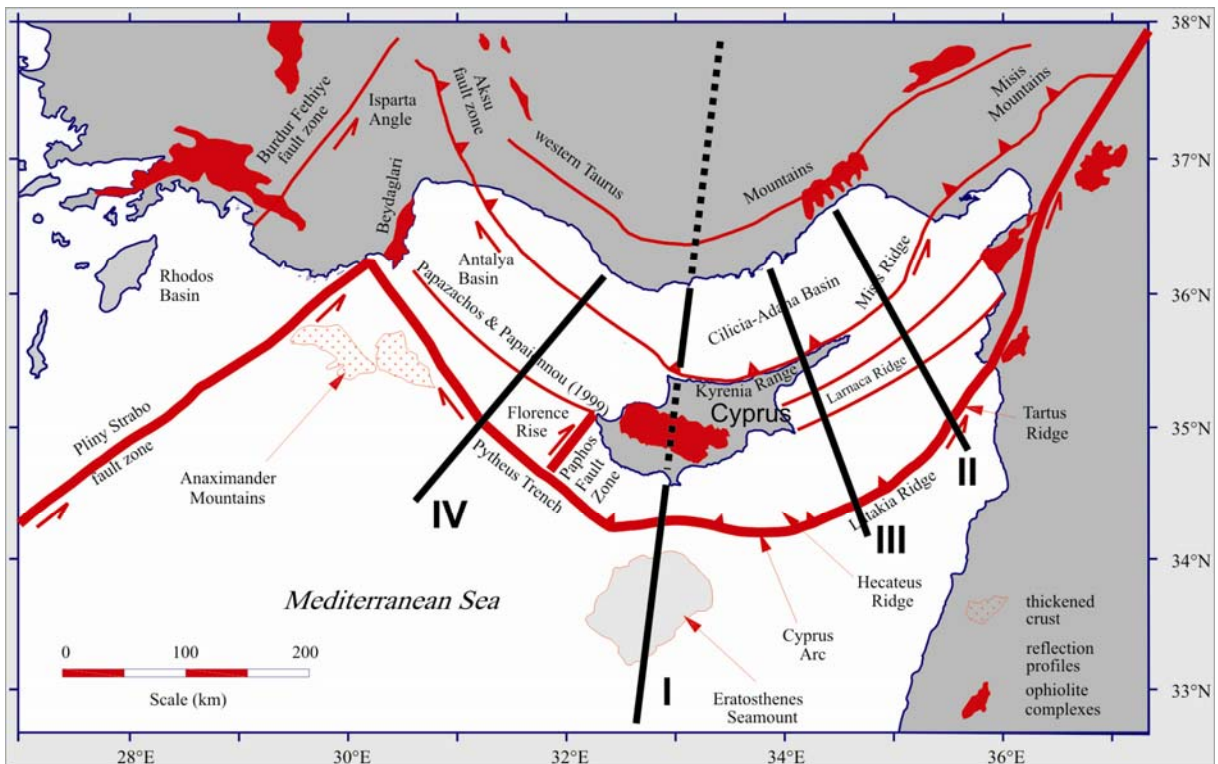 38°N
37°N
36°N
35°N
34°N
33°N
Burdur Fethiye
fault zone
Isparta
Angle
Aksu
fault zone
western Taurus
Mountains
Misis
Mountains
Beydaglari
Rhodos
Basin
Antalya
Basin
Papazachos & Papaioannou (1999)
Cilicia-Adana Basin
Misis Ridge
Kyrenia Range
Larnaca Ridge
Cyprus
Florence
Rise
Paphos
Fault
Zone
Tartus
Ridge
Pliny Strabo
fault zone
Anaximander
Mountains
Pytheus Trench
Latakia Ridge
IV
II
III
Hecateus
Ridge
Mediterranean Sea
Cyprus
Arc
thickened
crust
reflection
profiles
ophiolite
complexes
0 100 200
Scale (km)
I
Eratosthenes
Seamount
28°E 30°E 32°E 34°E 36°E